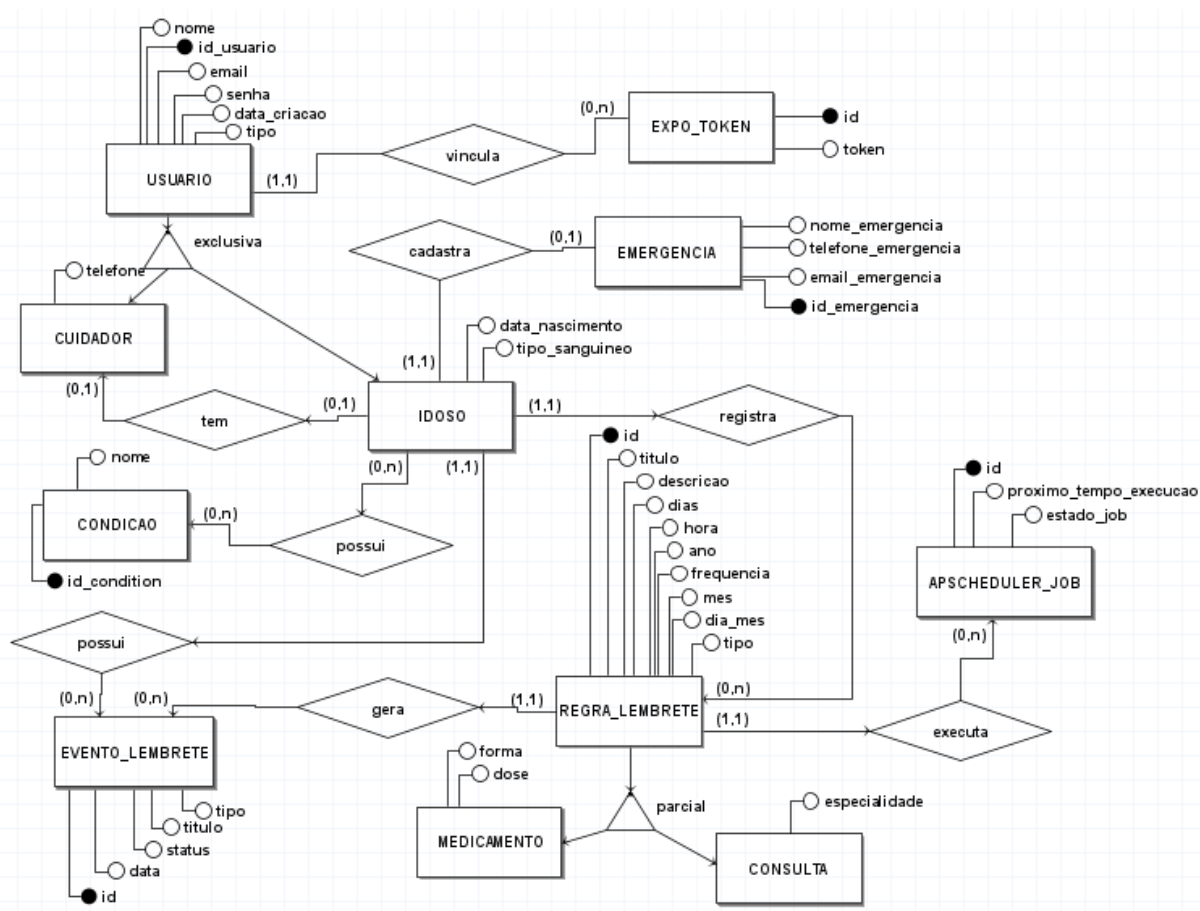 nome
id_usuario
email
senha
data_criacao
tipo
USUARIO
(1,1)
vincula
(0,n)
EXPO_TOKEN
id
token
exclusiva
telefone
CUIDADOR
cadastra
(0,1)
EMERGENCIA
nome_emergencia
telefone_emergencia
email_emergencia
id_emergencia
(1,1)
data_nascimento
tipo_sanguineo
IDOSO
(0,1)
tem
(0,1)
(1,1)
registra
(0,n)
(1,1)
nome
CONDICAO
(0,n)
possui
id_condition
possui
id
titulo
descricao
dias
hora
ano
frequencia
mes
dia_mes
tipo
id
proximo_tempo_execucao
estado_job
APSCHEDULER_JOB
(0,n)
(0,n)
(0,n)
gera
(1,1)
REGRA_LEMBRETE
(0,n)
(1,1)
executa
EVENTO_LEMBRETE
tipo
titulo
status
data
id
forma
dose
MEDICAMENTO
parcial
especialidade
CONSULTA